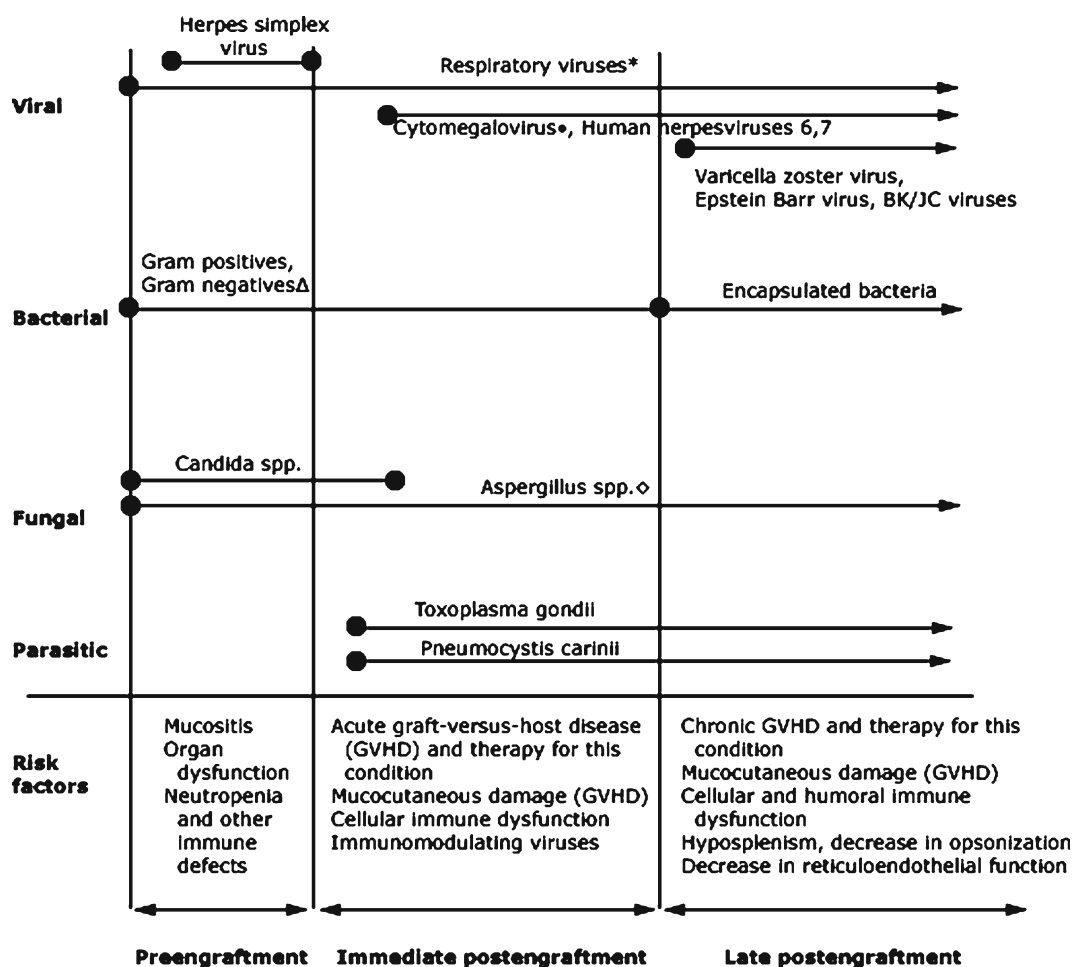 Herpes simplex
virus
Respiratory viruses*
Viral
Cytomegalovirus•, Human herpesviruses 6,7
Varicella zoster virus,
Epstein Barr virus, BK/JC viruses
Gram positives,
Gram negativesΔ
Encapsulated bacteria
Bacterial
Candida spp.
Aspergillus spp.◇
Fungal
Toxoplasma gondii
Parasitic
Pneumocystis carinii
Risk
factors
Mucositis
Organ
dysfunction
Neutropenia
and other
immune
defects
Acute graft-versus-host disease
(GVHD) and therapy for this
condition
Mucocutaneous damage (GVHD)
Cellular immune dysfunction
Immunomodulating viruses
Chronic GVHD and therapy for this
condition
Mucocutaneous damage (GVHD)
Cellular and humoral immune
dysfunction
Hyposplenism, decrease in opsonization
Decrease in reticuloendothelial function
Preengraftment
Immediate postengraftment
Late postengraftment